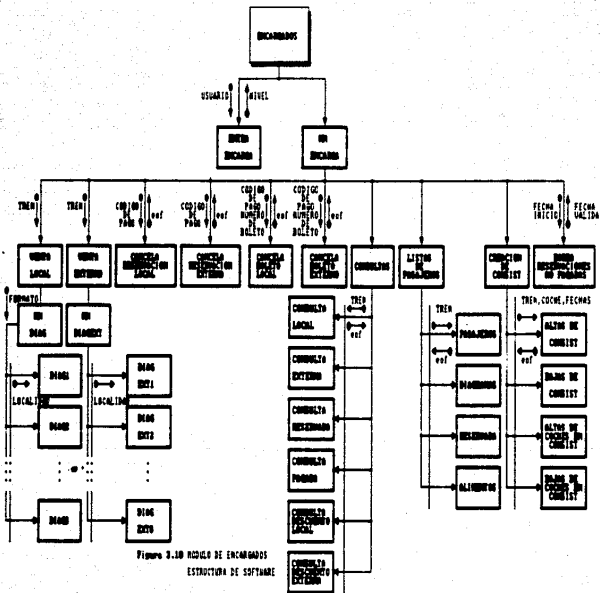 ENCARGADOS
USUARIO NIVEL
ENTRA
ENCARGA
UN
ENCARGA
TREN
TREN
CODIGO
DE
PAGO
eof
CODIGO
DE
PAGO
eof
CODIGO
DE
PAGO
NUMERO
DE
BOLETO
eof
CODIGO
DE
PAGO
NUMERO
DE
BOLETO
eof
FECHA
INICIO
FECHA
VALIDA
VENTA
LOCAL
VENTA
EXTERNO
CANCELA
RESERVACION
LOCAL
CANCELA
RESERVACION
EXTERNO
CANCELA
BOLETO
LOCAL
CANCELA
BOLETO
EXTERNO
CONSULTAS
LISTAS
DE
PASAJEROS
CREACION
DE
CONSIST
RESERVACIONES
NO PAGADAS
FORMATO
UN
DIAG
UN
DIAGEXT
DIAG1
DIAG
EXT1
LOCALIDAD
LOCALIDAD
DIAG2
DIAG
EXT2
CONSULTA
LOCAL
TREN
eof
CONSULTA
EXTERNO
CONSULTA
RESERVADO
CONSULTA
PAGADO
CONSULTA
DESCUENTO
LOCAL
CONSULTA
DESCUENTO
EXTERNO
TREN
eof
PASAJEROS
RESERVADO
ALIMENTOS
TREN, COCHE, FECHAS
eof
ALTAS DE
CONSIST
BAJAS DE
CONSIST
ALTAS DE
COCHES EN
CONSIST
BAJAS DE
COCHES EN
CONSIST
Figura 3.10 MODULO DE ENCARGADOS
ESTRUCTURA DE SOFTWARE